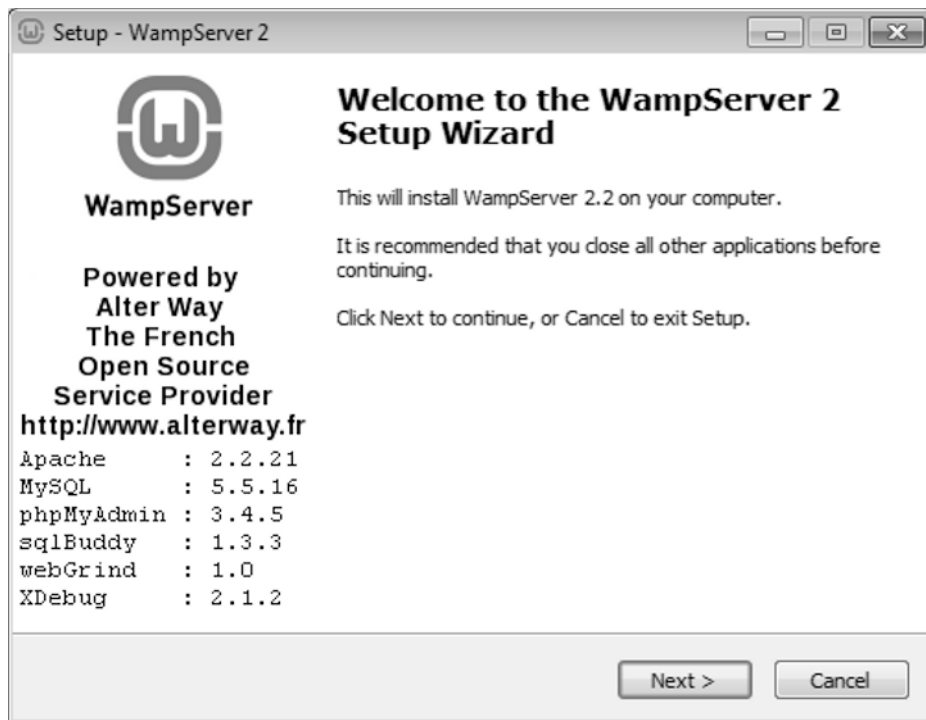 Setup - WampServer 2
WampServer
Powered by
Alter Way
The French
Open Source
Service Provider
http://www.alterway.fr
Apache : 2.2.21
MySQL : 5.5.16
phpMyAdmin : 3.4.5
sqlBuddy : 1.3.3
webGrind : 1.0
XDebug : 2.1.2
Welcome to the WampServer 2
Setup Wizard
This will install WampServer 2.2 on your computer.
It is recommended that you close all other applications before
continuing.
Click Next to continue, or Cancel to exit Setup.
Next >
Cancel